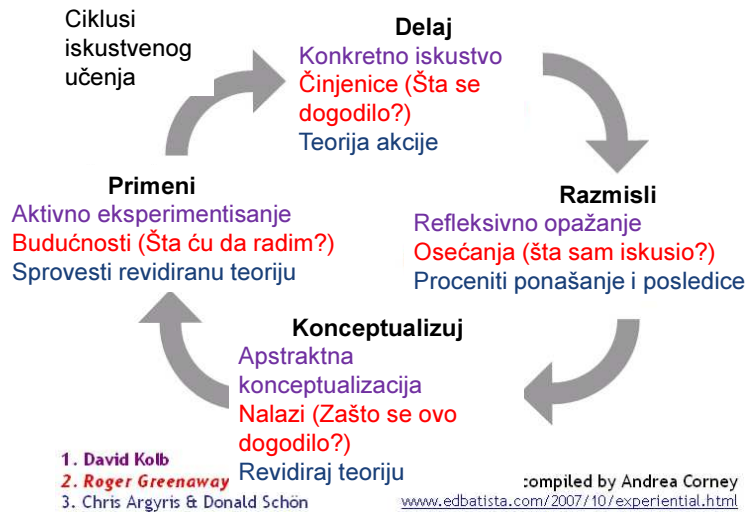 Ciklusi
iskustvenog
učenja
Delaj
Konkretno iskustvo
Činjenice (Šta se
dogodilo?)
Teorija akcije
Razmisli
Refleksivno opažanje
Osećanja (šta sam iskusio?)
Proceniti ponašanje i posledice
Konceptualizuj
Apstraktna
konceptualizacija
Nalazi (Zašto se ovo
dogodilo?)
Revidiraj teoriju
Primeni
Aktivno eksperimentisanje
Budućnosti (Šta ću da radim?)
Sprovesti revidiranu teoriju
1. David Kolb
2. Roger Greenaway
3. Chris Argyris & Donald Schön
compiled by Andrea Corney
www.edbatista.com/2007/10/experiential.html